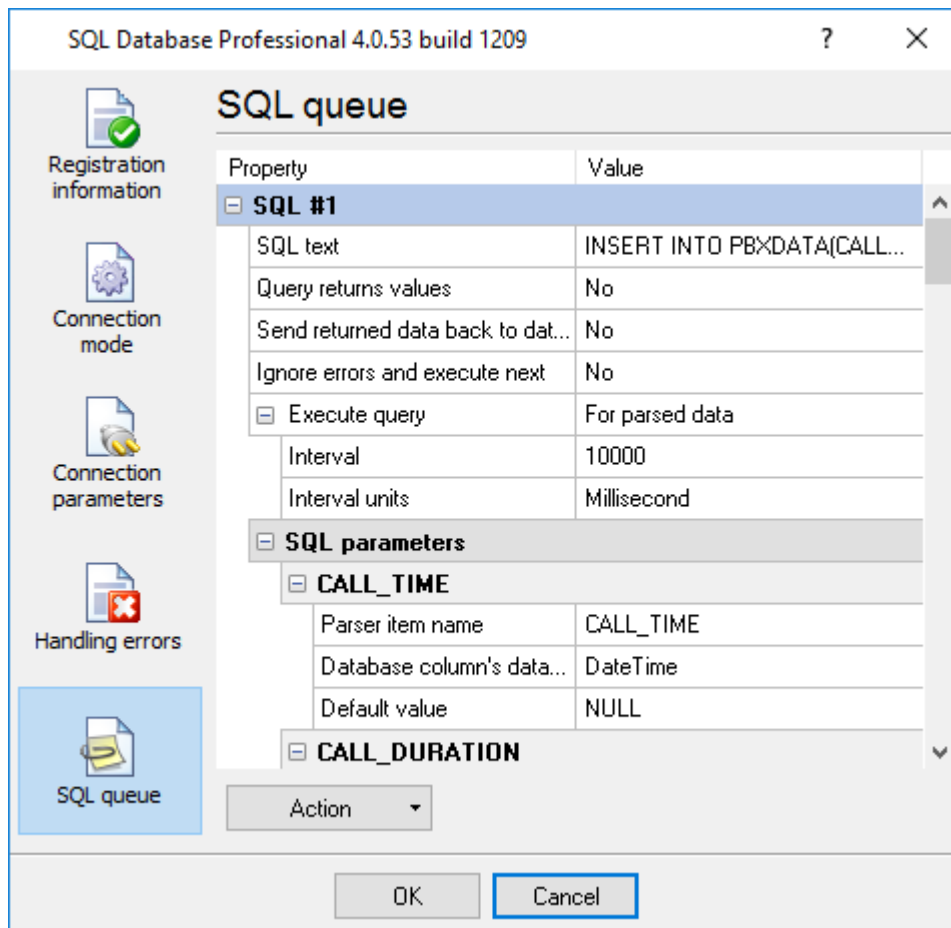 SQL Database Professional 4.0.53 build 1209
?
Registration
information
Connection
mode
Connection
parameters
Handling errors
SQL queue
SQL queue
Property Value
SQL #1
SQL text INSERT INTO PBXDATA(CALL...
Query returns values No
Send returned data back to dat... No
Ignore errors and execute next No
Execute query For parsed data
Interval 10000
Interval units Millisecond
SQL parameters
CALL_TIME
Parser item name CALL_TIME
Database column's data... DateTime
Default value NULL
CALL_DURATION
Action
OK Cancel